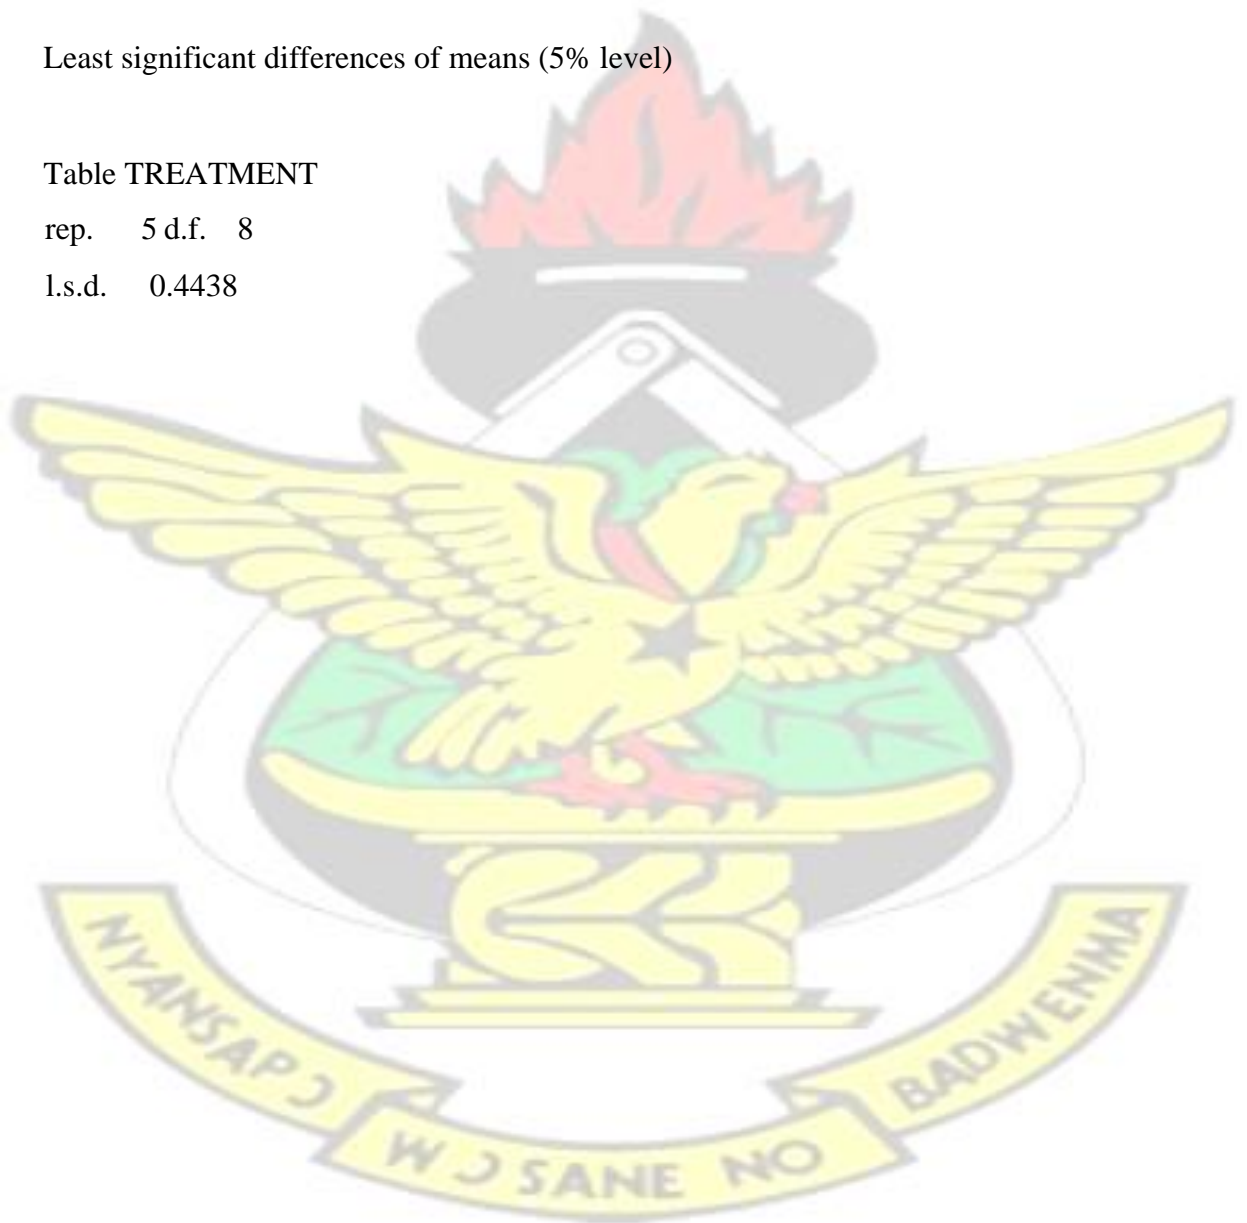 Least significant differences of means (5% level)
Table TREATMENT
rep. 5 d.f. 8
l.s.d. 0.4438
NYANSAPƆ
WƆSANE NO
BADWENMA